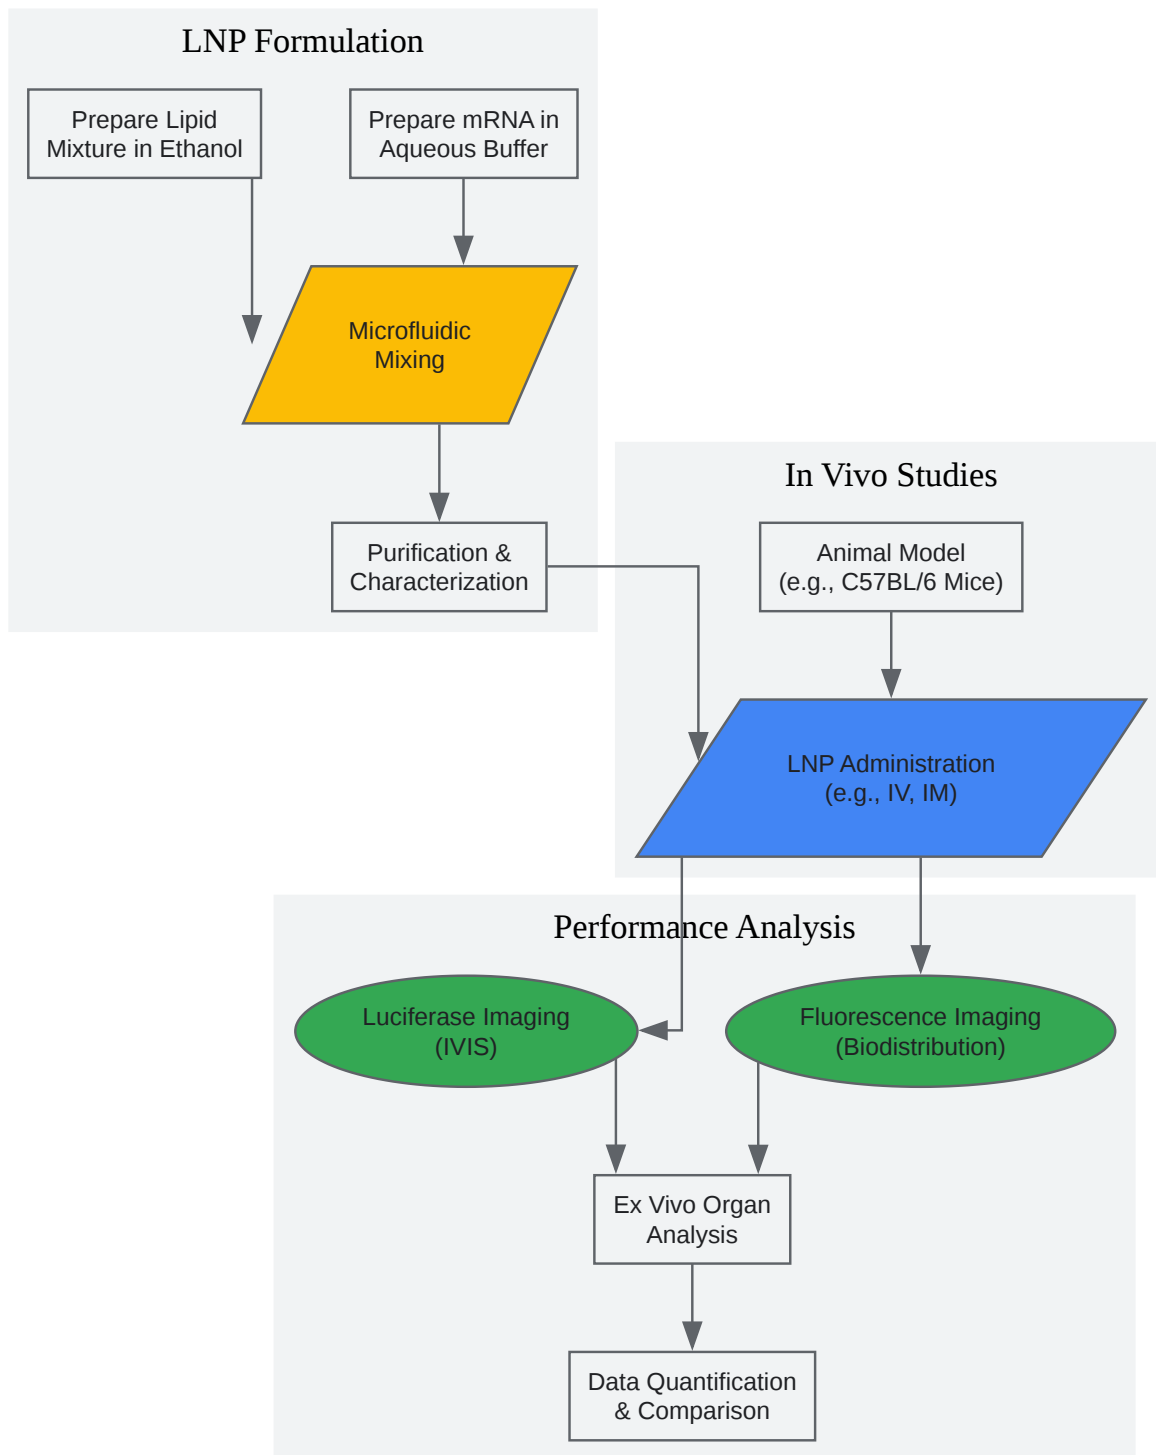 LNP Formulation
Prepare Lipid
Mixture in Ethanol
Prepare mRNA in
Aqueous Buffer
Microfluidic
Mixing
Purification &
Characterization
In Vivo Studies
Animal Model
(e.g., C57BL/6 Mice)
LNP Administration
(e.g., IV, IM)
Performance Analysis
Luciferase Imaging
(IVIS)
Fluorescence Imaging
(Biodistribution)
Ex Vivo Organ
Analysis
Data Quantification
& Comparison